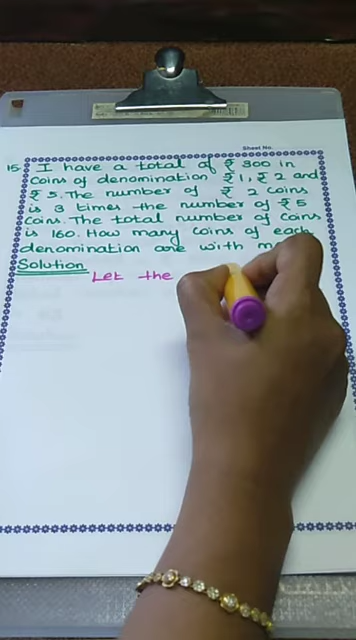 Sheet No.
15. I have a total of ₹ 300 in
coins of denomination ₹ 1, ₹ 2 and
₹ 5. The number of ₹ 2 coins
is 3 times the number of ₹ 5
coins. The total number of coins
is 160. How many coins of each
denomination are with
Solution
Let the